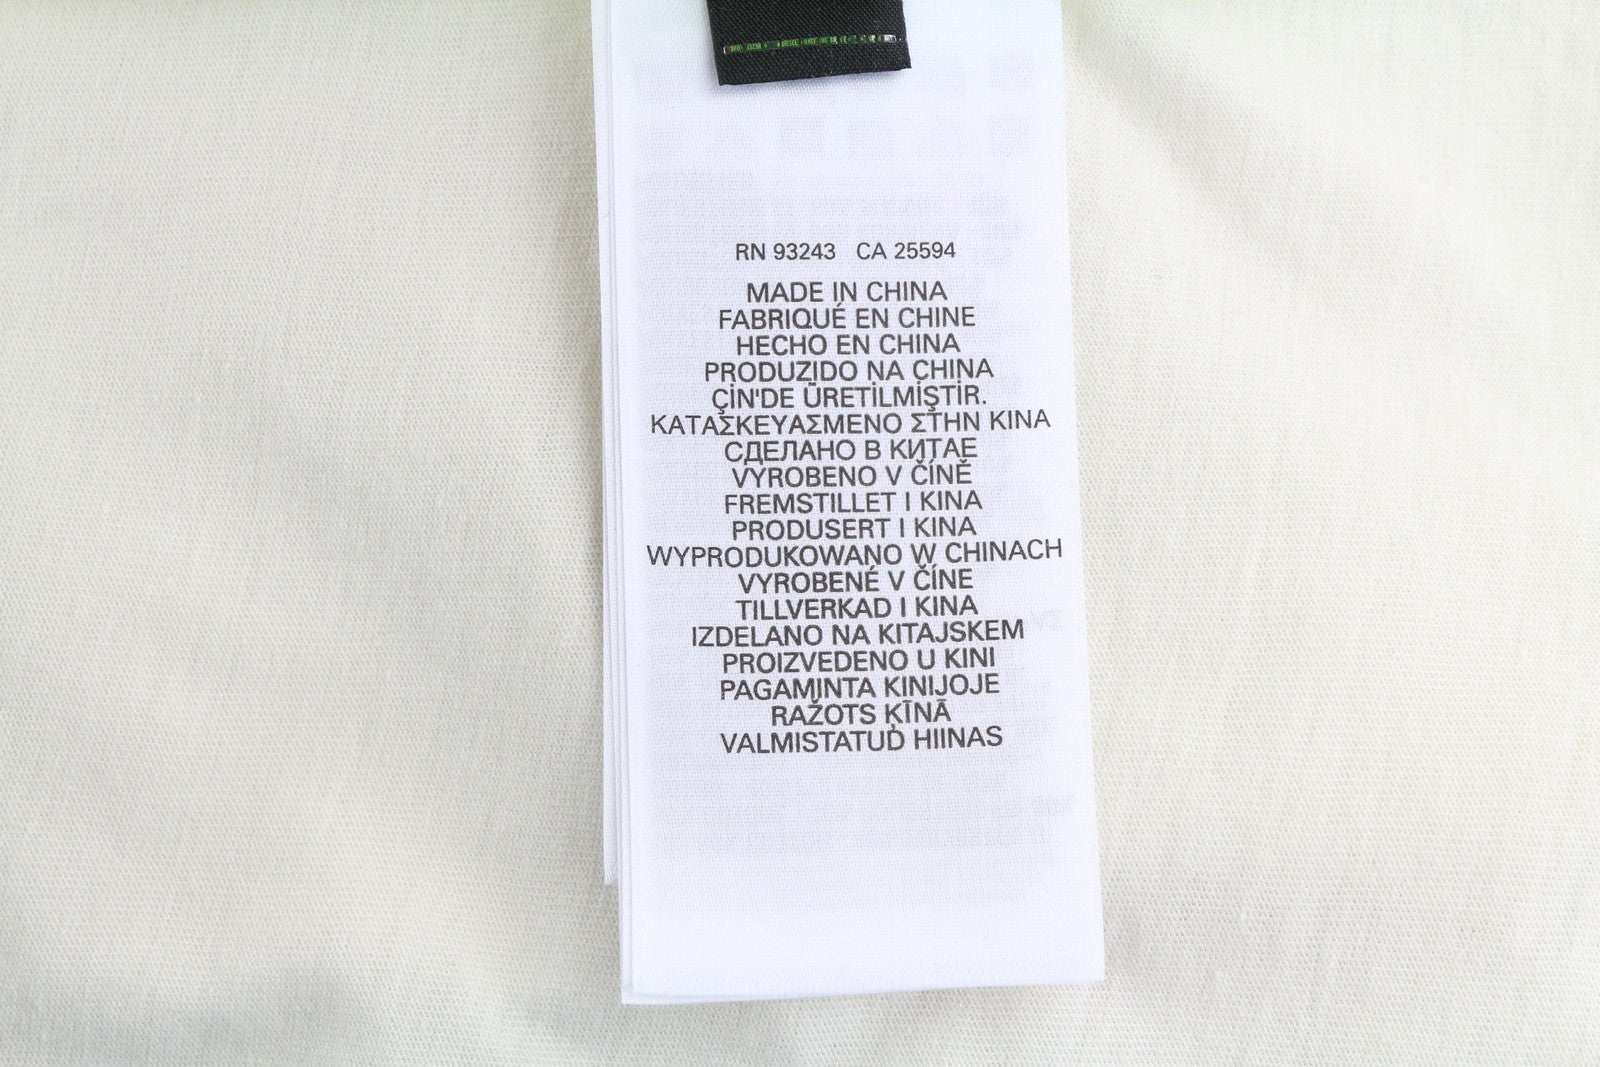 RN 93243 CA 25594
MADE IN CHINA
FABRIQUÉ EN CHINE
HECHO EN CHINA
PRODUZIDO NA CHINA
ÇİN'DE ÜRETİLMİŞTİR.
ΚΑΤΑΣΚΕΥΑΣΜΕΝΟ ΣΤΗΝ ΚΙΝΑ
СДЕЛАНО В КИТАЕ
VYROBENO V ČÍNĚ
FREMSTILLET I KINA
PRODUSERT I KINA
WYPRODUKOWANO W CHINACH
VYROBENÉ V ČÍNE
TILLVERKAD I KINA
IZDELANO NA KITAJSKEM
PROIZVEDENO U KINI
PAGAMINTA KINIJOJE
RAŽOTS ĶĪNĀ
VALMISTATUD HIINAS